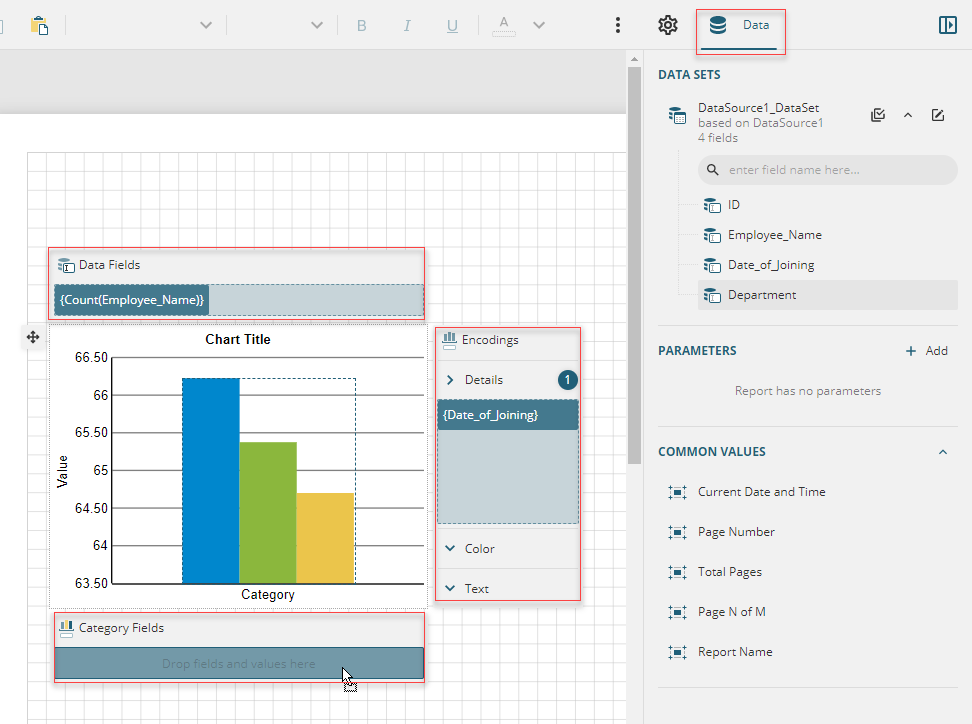 B I U A
Data
DATA SETS
DataSource1_DataSet
based on DataSource1
4 fields
enter field name here...
ID
Employee_Name
Date_of_Joining
Department
PARAMETERS
Add
Report has no parameters
COMMON VALUES
Current Date and Time
Page Number
Total Pages
Page N of M
Report Name
Data Fields
{Count(Employee_Name)}
Chart Title
66.50
66
65.50
65
64.50
64
63.50
Value
Category
Encodings
Details
1
{Date_of_Joining}
Color
Text
Category Fields
Drop fields and values here